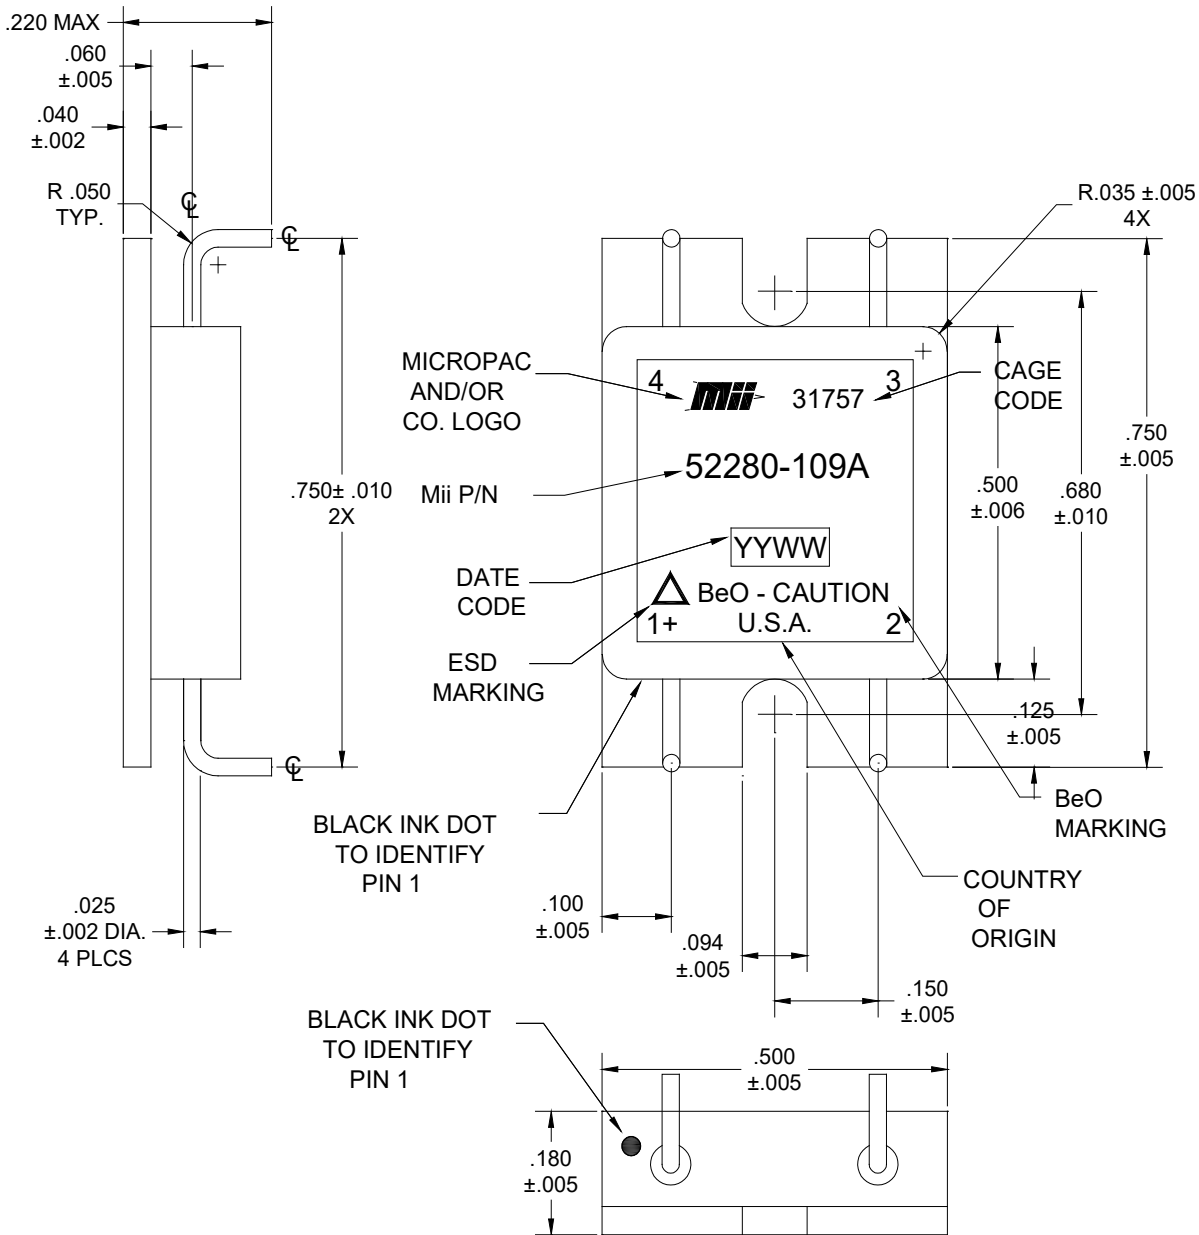 .220 MAX
.060
±.005
.040
±.002
R .050
TYP.
℄
℄
.750± .010
2X
℄
.025
±.002 DIA.
4 PLCS
R.035 ±.005
4X
MICROPAC
AND/OR
CO. LOGO
Mii P/N
DATE
CODE
ESD
MARKING
BLACK INK DOT
TO IDENTIFY
PIN 1
4
mii
31757
3
52280-109A
YYWW
BeO - CAUTION
1+
U.S.A.
2
CAGE
CODE
.500
±.006
.680
±.010
.750
±.005
.125
±.005
BeO
MARKING
COUNTRY
OF
ORIGIN
.100
±.005
.094
±.005
.150
±.005
BLACK INK DOT
TO IDENTIFY
PIN 1
.500
±.005
.180
±.005